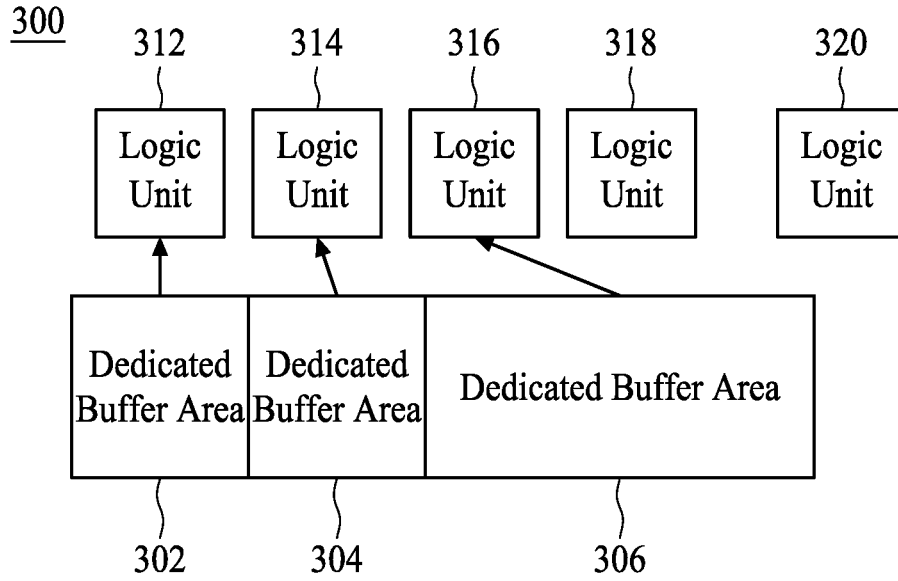 300
312 314 316 318 320
Logic Logic Logic Logic Logic
Unit Unit Unit Unit Unit
Dedicated Dedicated Dedicated Buffer Area
Buffer Area Buffer Area
302 304 306